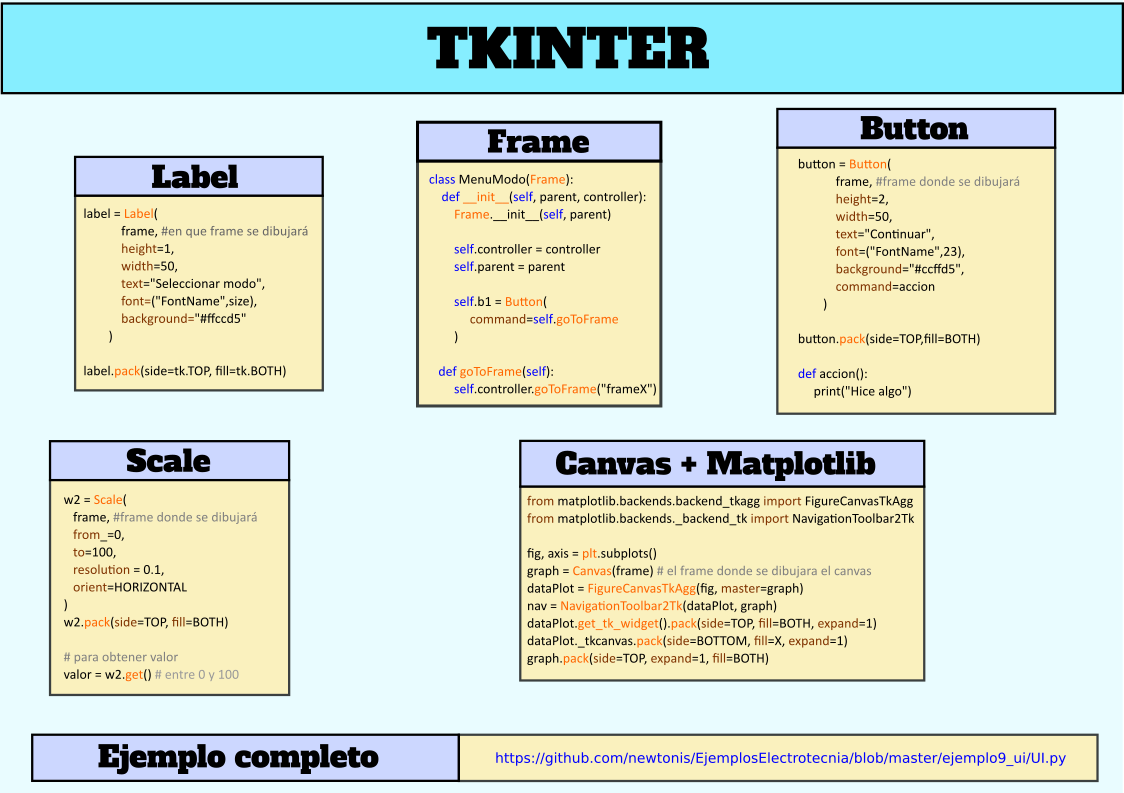 TKINTER
Label
label = Label(
frame, #en que frame se dibujará
height=1,
width=50,
text="Seleccionar modo",
font=("FontName",size),
background="#ffccd5"
)
label.pack(side=tk.TOP, fill=tk.BOTH)
Frame
class MenuModo(Frame):
def __init__(self, parent, controller):
Frame.__init__(self, parent)
self.controller = controller
self.parent = parent
self.b1 = Button(
command=self.goToFrame
)
def goToFrame(self):
self.controller.goToFrame("frameX")
Button
button = Button(
frame, #frame donde se dibujará
height=2,
width=50,
text="Continuar",
font=("FontName",23),
background="#ccffd5",
command=accion
)
button.pack(side=TOP,fill=BOTH)
def accion():
print("Hice algo")
Scale
w2 = Scale(
frame, #frame donde se dibujará
from_=0,
to=100,
resolution = 0.1,
orient=HORIZONTAL
)
w2.pack(side=TOP, fill=BOTH)
# para obtener valor
valor = w2.get() # entre 0 y 100
Canvas + Matplotlib
from matplotlib.backends.backend_tkagg import FigureCanvasTkAgg
from matplotlib.backends._backend_tk import NavigationToolbar2Tk
fig, axis = plt.subplots()
graph = Canvas(frame) # el frame donde se dibujara el canvas
dataPlot = FigureCanvasTkAgg(fig, master=graph)
nav = NavigationToolbar2Tk(dataPlot, graph)
dataPlot.get_tk_widget().pack(side=TOP, fill=BOTH, expand=1)
dataPlot._tkcanvas.pack(side=BOTTOM, fill=X, expand=1)
graph.pack(side=TOP, expand=1, fill=BOTH)
Ejemplo completo
https://github.com/newtonis/EjemplosElectrotecnia/blob/master/ejemplo9_ui/UI.py